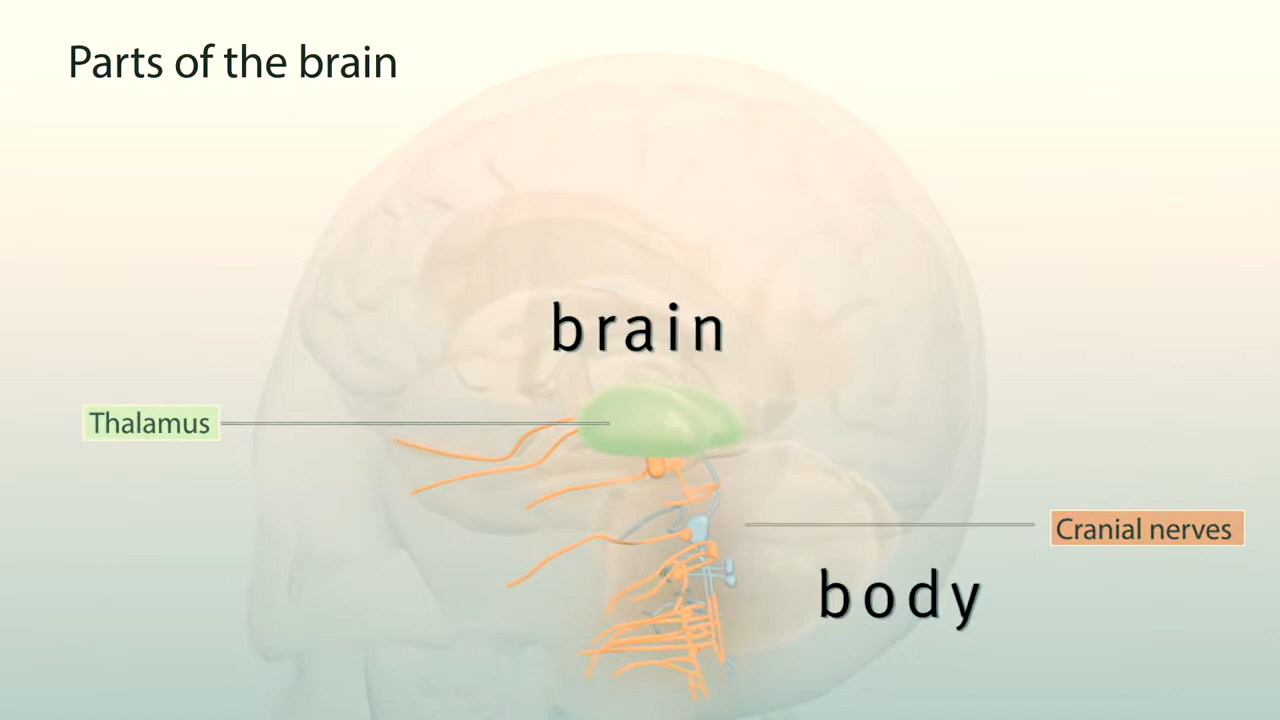 Parts of the brain
brain
Thalamus
Cranial nerves
body